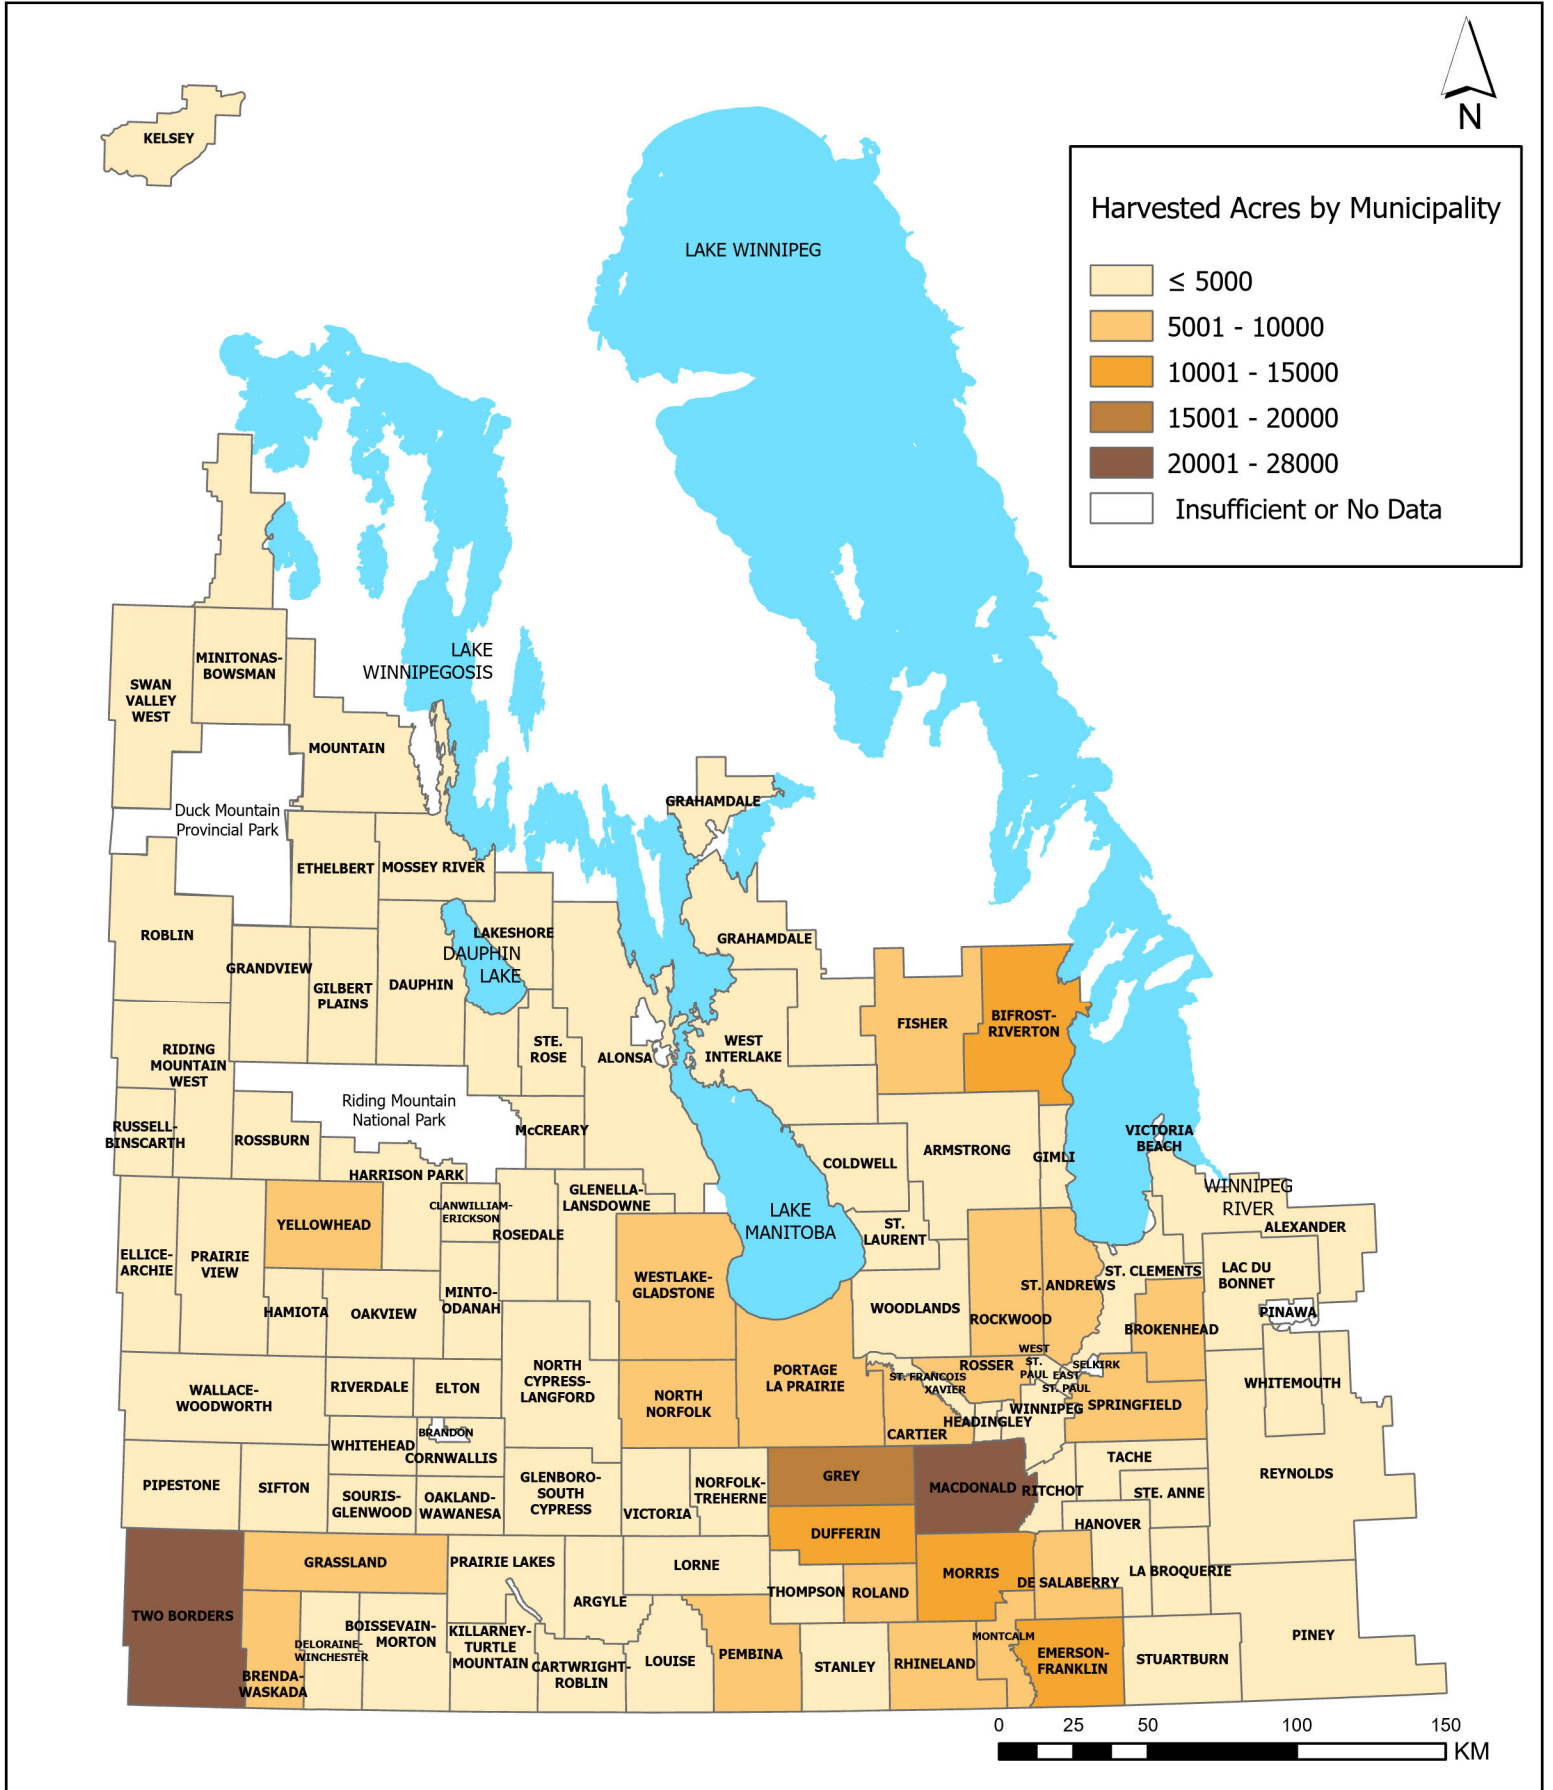 N
KELSEY
Harvested Acres by Municipality
≤ 5000
5001 - 10000
10001 - 15000
15001 - 20000
20001 - 28000
Insufficient or No Data
LAKE WINNIPEG
LAKE
WINNIPEGOSIS
MINITONAS-
BOWSMAN
SWAN
VALLEY
WEST
MOUNTAIN
Duck Mountain
Provincial Park
GRAHAMDALE
ETHELBERT
MOSSEY RIVER
ROBLIN
LAKESHORE
DAUPHIN
LAKE
GRAHAMDALE
GRANDVIEW
GILBERT
PLAINS
DAUPHIN
FISHER
BIFROST-
RIVERTON
STE.
ROSE
ALONSA
WEST
INTERLAKE
RIDING
MOUNTAIN
WEST
Riding Mountain
National Park
RUSSELL-
BINSCARTH
ROSSBURN
McCREARY
VICTORIA
BEACH
ARMSTRONG
GIMLI
COLDWELL
HARRISON PARK
GLENELLA-
LANSDOWNE
WINNIPEG
RIVER
ALEXANDER
CLANWILLIAM-
ERICKSON
ROSEDALE
YELLOWHEAD
LAKE
MANITOBA
ST.
LAURENT
ELLICE-
ARCHIE
PRAIRIE
VIEW
WESTLAKE-
GLADSTONE
ST. ANDREWS
ST. CLEMENTS
LAC DU
BONNET
HAMIOTA
OAKVIEW
MINTO-
ODANAH
WOODLANDS
ROCKWOOD
PINAWA
BROKENHEAD
NORTH
CYPRESS-
LANGFORD
PORTAGE
LA PRAIRIE
ROSSER
WEST
ST.
PAUL
SELKIRK
EAST
ST. PAUL
ST. FRANCOIS
XAVIER
WALLACE-
WOODWORTH
RIVERDALE
ELTON
NORTH
NORFOLK
WHITEMOUTH
WINNIPEG
SPRINGFIELD
HEADINGLEY
CARTIER
WHITEHEAD
BRANDON
CORNWALLIS
TACHE
PIPESTONE
SIFTON
SOURIS-
GLENWOOD
OAKLAND-
WAWANESA
GLENBORO-
SOUTH
CYPRESS
VICTORIA
NORFOLK-
TREHERNE
GREY
MACDONALD
RITCHOT
STE. ANNE
REYNOLDS
HANOVER
DUFFERIN
GRASSLAND
PRAIRIE LAKES
LORNE
MORRIS
DE SALABERRY
LA BROQUERIE
THOMPSON
ROLAND
ARGYLE
TWO BORDERS
BOISSEVAIN-
MORTON
DELORAINE-
WINCHESTER
KILLARNEY-
TURTLE
MOUNTAIN
CARTWRIGHT-
ROBLIN
LOUISE
PEMBINA
STANLEY
RHINELAND
MONTCALM
EMERSON-
FRANKLIN
STUARTBURN
PINEY
BRENDA-
WASKADA
0 25 50 100 150
KM